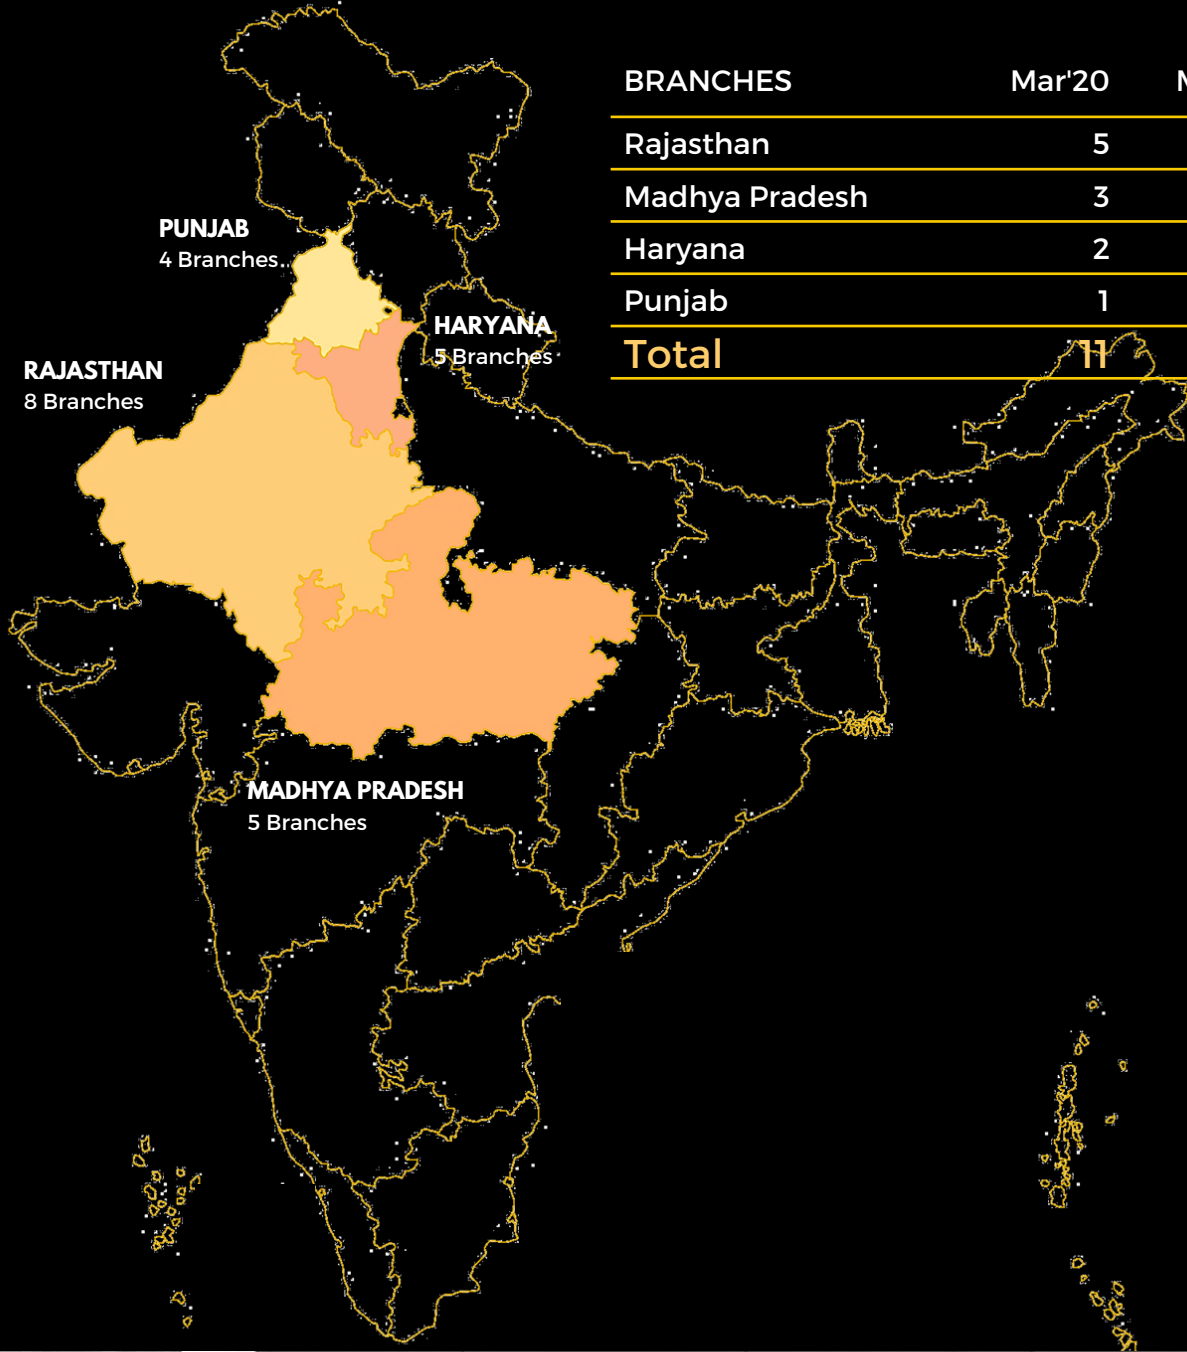 BRANCHES Mar'20 M
Rajasthan 5
Madhya Pradesh 3
Haryana 2
Punjab 1
Total 11
PUNJAB
4 Branches
HARYANA
5 Branches
RAJASTHAN
8 Branches
MADHYA PRADESH
5 Branches